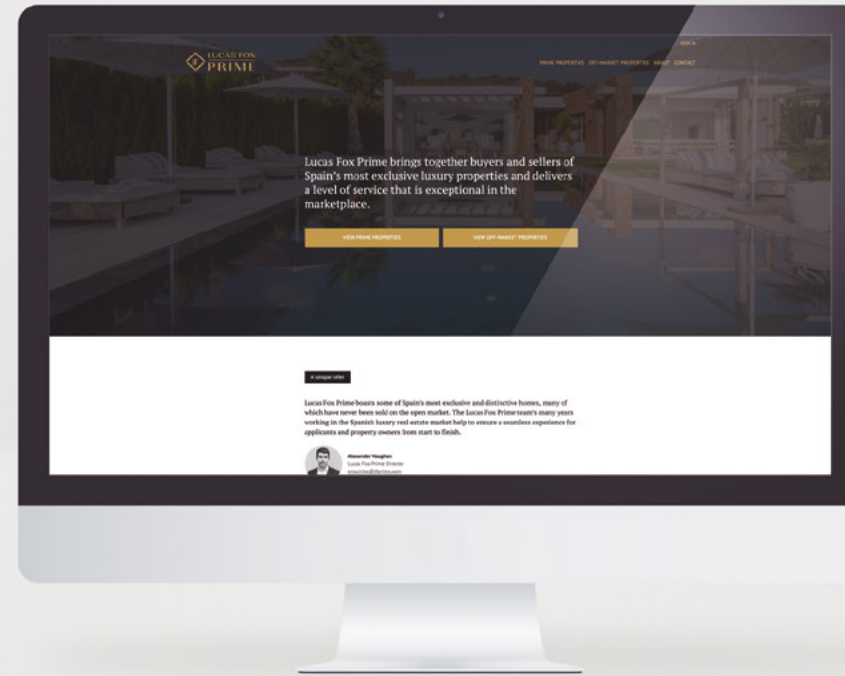 SIGN IN
LUCAS FOX
PRIME
PRIME PROPERTIES OFF-MARKET PROPERTIES ABOUT CONTACT
Lucas Fox Prime brings together buyers and sellers of
Spain's most exclusive luxury properties and delivers
a level of service that is exceptional in the
marketplace.
VIEW PRIME PROPERTIES
VIEW OFF-MARKET PROPERTIES
A unique offer
Lucas Fox Prime boasts some of Spain's most exclusive and distinctive homes, many of
which have never been sold on the open market. The Lucas Fox Prime team's many years
working in the Spanish luxury real estate market help to ensure a seamless experience for
applicants and property owners from start to finish.
Alexander Vaughan
Lucas Fox Prime Director
enquiries@lfprime.com